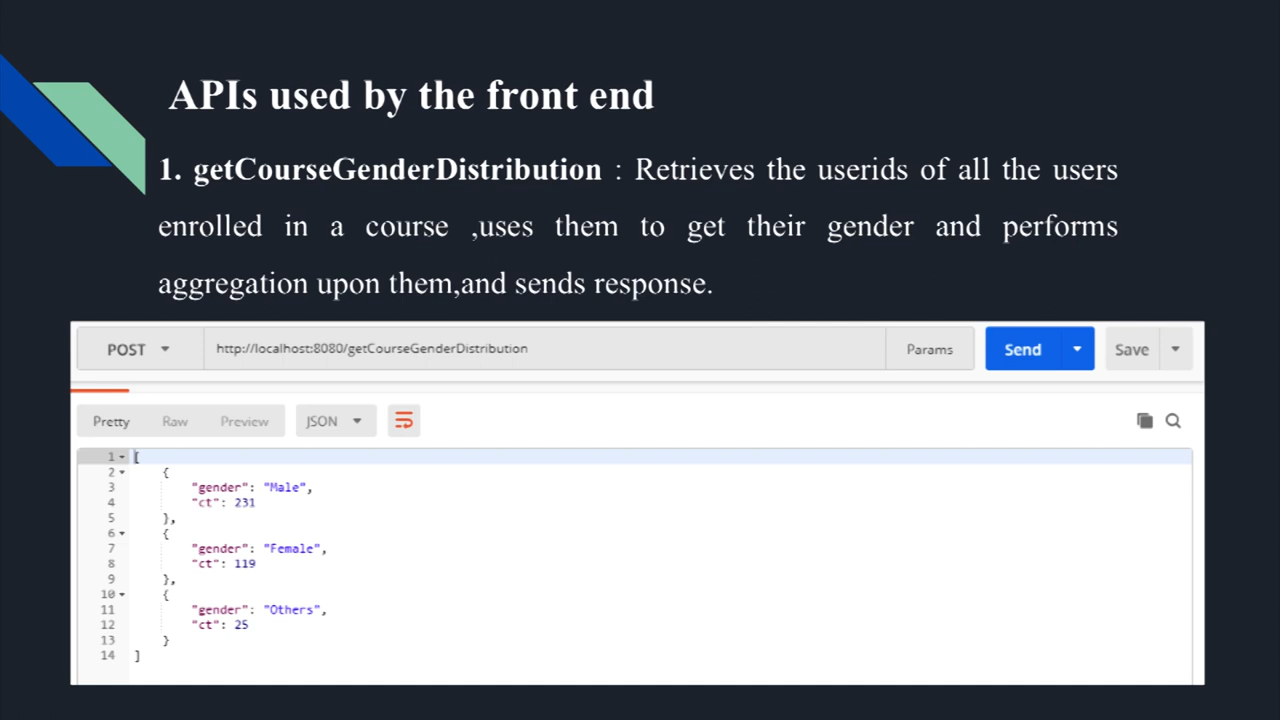 APIs used by the front end
1. getCourseGenderDistribution : Retrieves the userids of all the users
enrolled in a course ,uses them to get their gender and performs
aggregation upon them,and sends response.
POST http://localhost:8080/getCourseGenderDistribution Params Send Save
Pretty Raw Preview JSON
1 [
2 {
3 "gender": "Male",
4 "ct": 231
5 },
6 {
7 "gender": "Female",
8 "ct": 119
9 },
10 {
11 "gender": "Others",
12 "ct": 25
13 }
14 ]